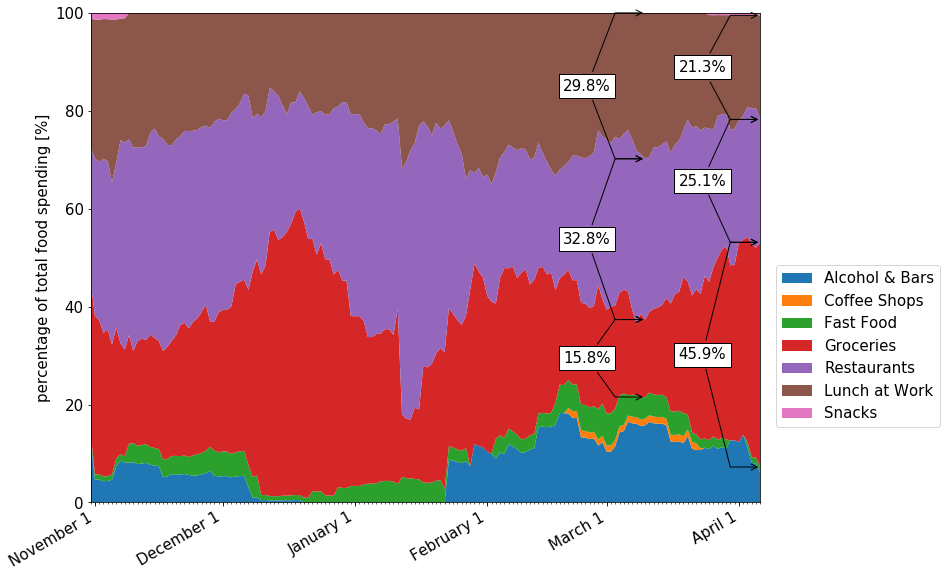 percentage of total food spending [%]
100
80
60
40
20
0
29.8%
21.3%
32.8%
25.1%
15.8%
45.9%
November 1
December 1
January 1
February 1
March 1
April 1
Alcohol & Bars
Coffee Shops
Fast Food
Groceries
Restaurants
Lunch at Work
Snacks